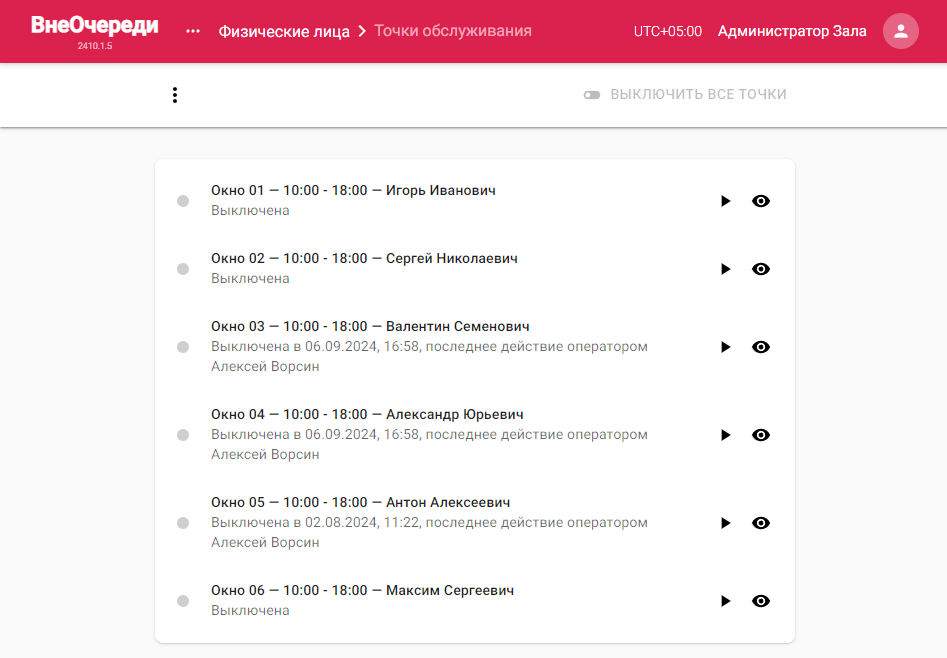 ВнеОчереди
2410.1.5
Физические лица
Точки обслуживания
UTC+05:00
Администратор Зала
ВЫКЛЮЧИТЬ ВСЕ ТОЧКИ
Окно 01 — 10:00 - 18:00 — Игорь Иванович
Выключена
Окно 02 — 10:00 - 18:00 — Сергей Николаевич
Выключена
Окно 03 — 10:00 - 18:00 — Валентин Семенович
Выключена в 06.09.2024, 16:58, последнее действие оператором
Алексей Ворсин
Окно 04 — 10:00 - 18:00 — Александр Юрьевич
Выключена в 06.09.2024, 16:58, последнее действие оператором
Алексей Ворсин
Окно 05 — 10:00 - 18:00 — Антон Алексеевич
Выключена в 02.08.2024, 11:22, последнее действие оператором
Алексей Ворсин
Окно 06 — 10:00 - 18:00 — Максим Сергеевич
Выключена